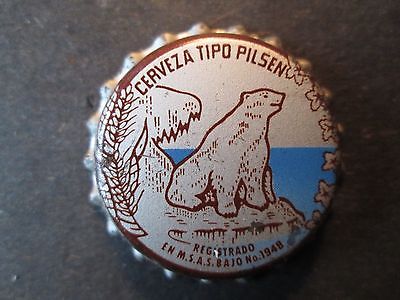 CERVEZA TIPO PILSEN
REGISTRADO
EN M.S.A.S. BAJO No. 1948